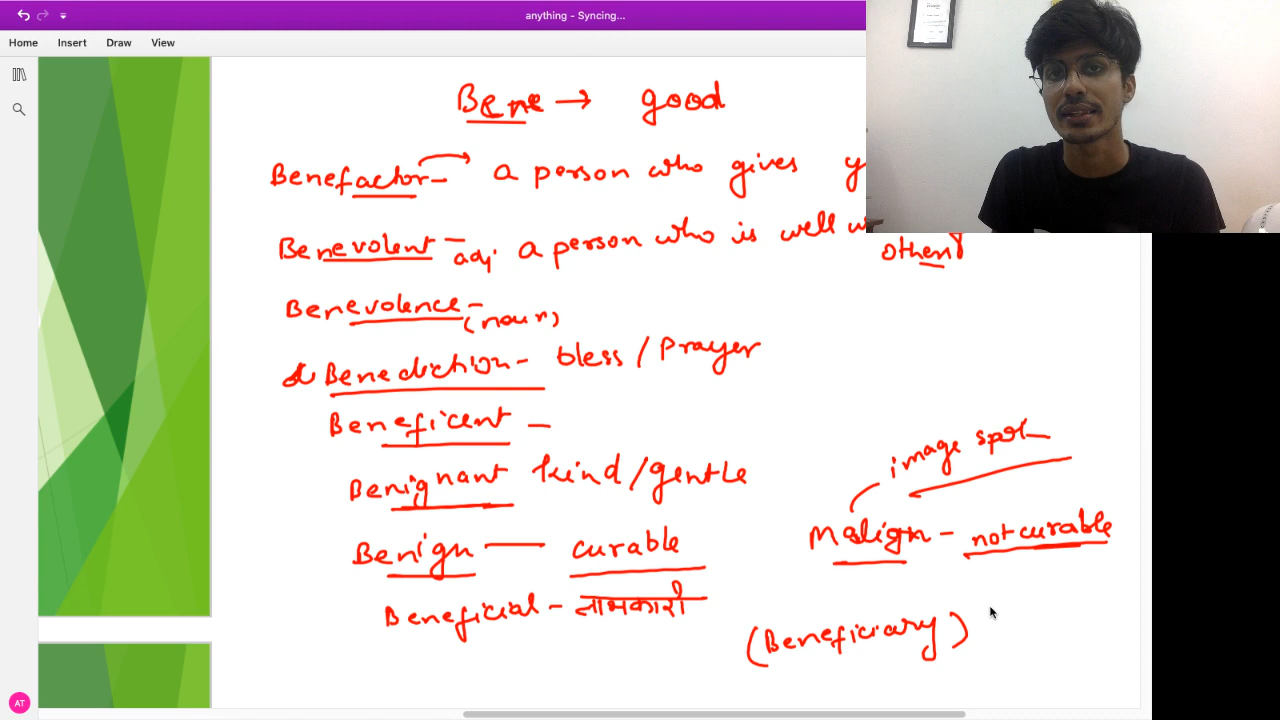 anything - Syncing...
Home Insert Draw View
Bene → good
Benefactor - a person who gives
Benevolent - adj. a person who is well
others
Benevolence - (noun)
Benediction - bless / Prayer
Beneficent -
Benignant kind / gentle
image spoil
Benign — curable
Malign - not curable
Beneficial - लाभकारी
(Beneficiary)
AT